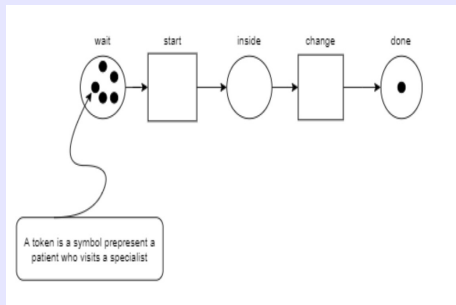 wait start inside change done
A token is a symbol prepresent a
patient who visits a specialist